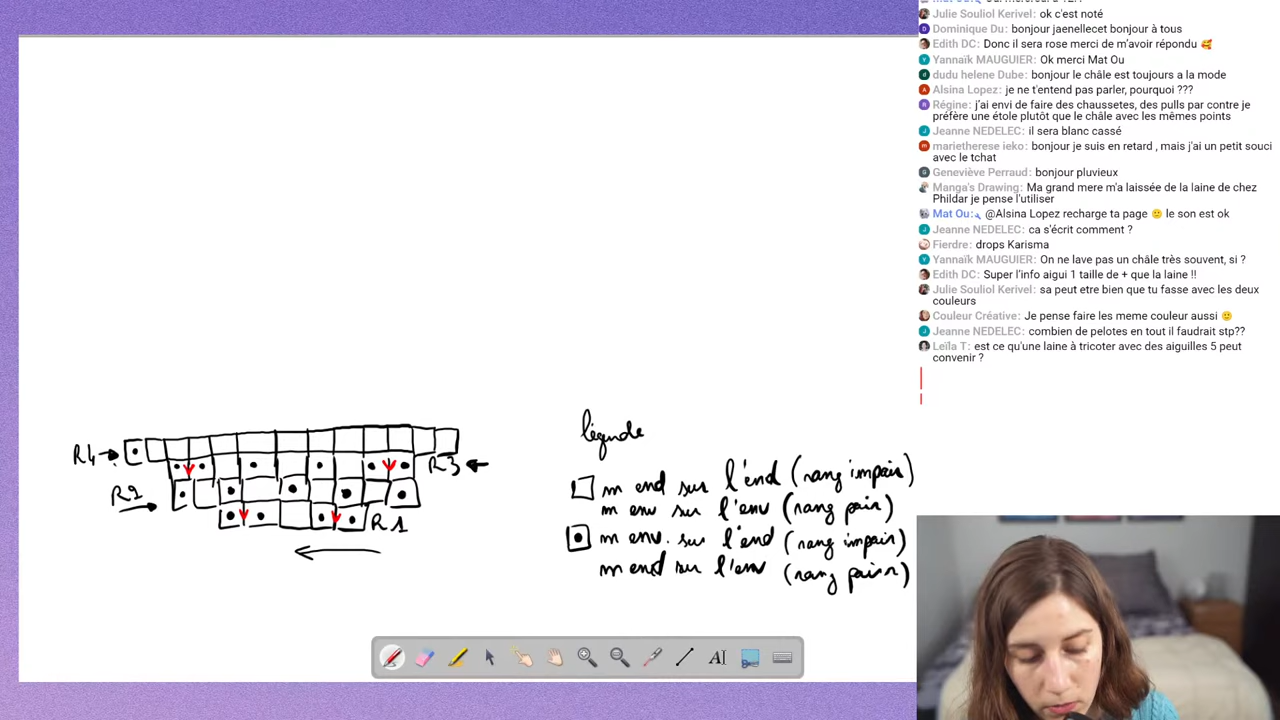 Julie Souliol Kerivel: ok c'est noté
Dominique Du: bonjour jaenellecet bonjour à tous
Edith DC: Donc il sera rose merci de m'avoir répondu 🥰
Yannaïk MAUGUIER: Ok merci Mat Ou
dudu helene Dube: bonjour le châle est toujours a la mode
Alsina Lopez: je ne t'entend pas parler, pourquoi ???
Régine: j'ai envi de faire des chaussetes, des pulls par contre je
préfère une étole plutôt que le châle avec les mêmes points
Jeanne NEDELEC: il sera blanc cassé
marietherese ieko: bonjour je suis en retard , mais j'ai un petit souci
avec le tchat
Geneviève Perraud: bonjour pluvieux
Manga's Drawing: Ma grand mere m'a laissée de la laine de chez
Phildar je pense l'utiliser
Mat Ou: @Alsina Lopez recharge ta page 🙂 le son est ok
Jeanne NEDELEC: ca s'écrit comment ?
Fierdre: drops Karisma
Yannaïk MAUGUIER: On ne lave pas un châle très souvent, si ?
Edith DC: Super l'info aigui 1 taille de + que la laine !!
Julie Souliol Kerivel: sa peut etre bien que tu fasse avec les deux
couleurs
Couleur Créative: Je pense faire les meme couleur aussi 🙂
Jeanne NEDELEC: combien de pelotes en tout il faudrait stp??
Leïla T: est ce qu'une laine à tricoter avec des aiguilles 5 peut
convenir ?
R4
R3
R2
R1
légende
m end sur l'end (rang impair)
m env sur l'env (rang pair)
m env. sur l'end (rang impair)
m end sur l'env (rang pair)
A